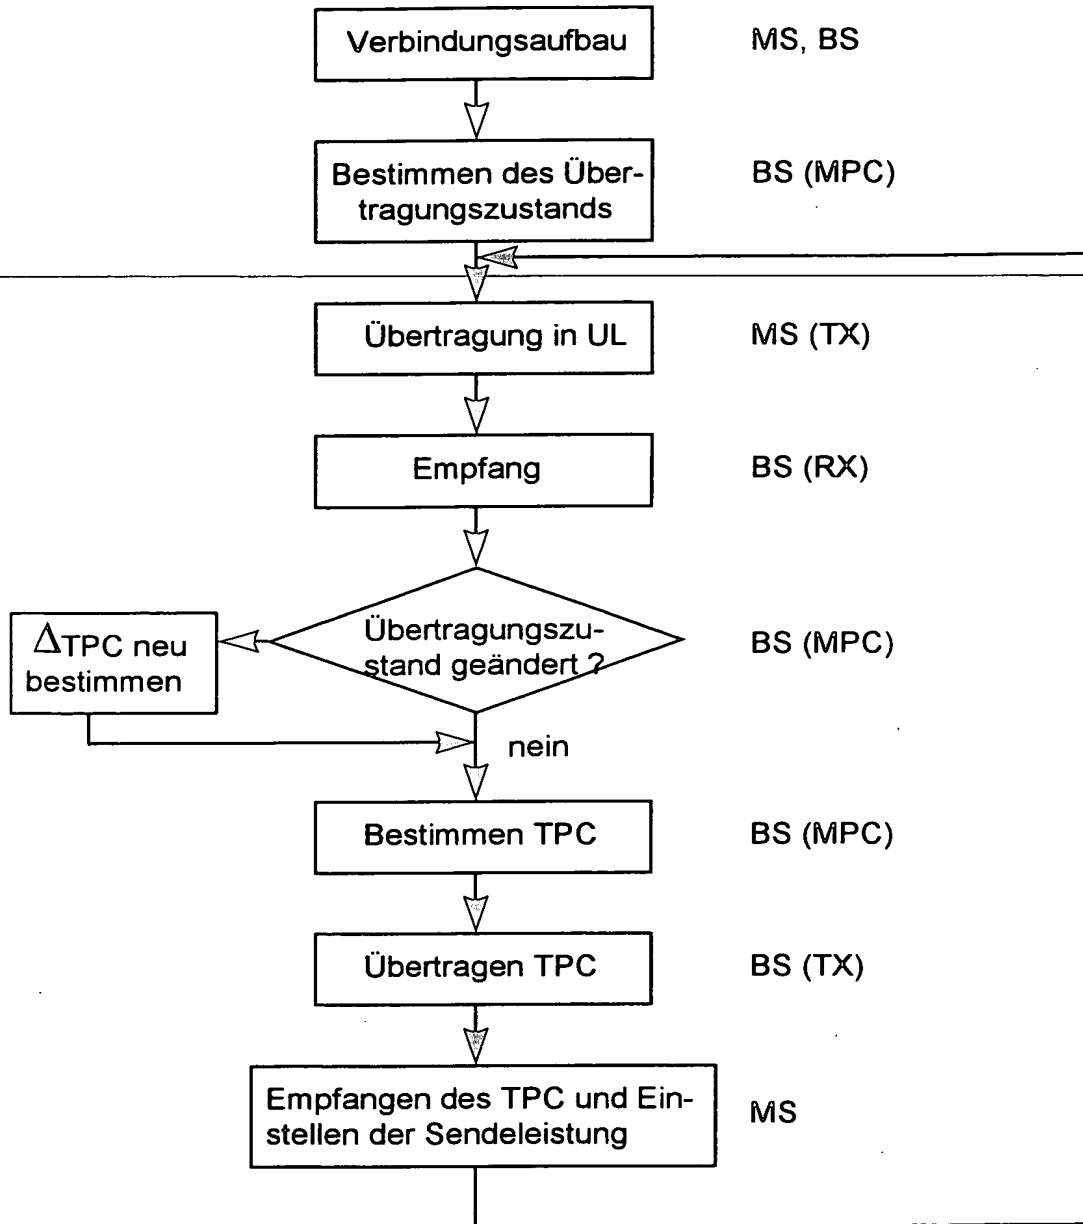 Verbindungsaufbau
MS, BS
Bestimmen des Über-
tragungszustands
BS (MPC)
Übertragung in UL
MS (TX)
Empfang
BS (RX)
Übertragungszu-
stand geändert ?
BS (MPC)
ΔTPC neu
bestimmen
nein
Bestimmen TPC
BS (MPC)
Übertragen TPC
BS (TX)
Empfangen des TPC und Ein-
stellen der Sendeleistung
MS